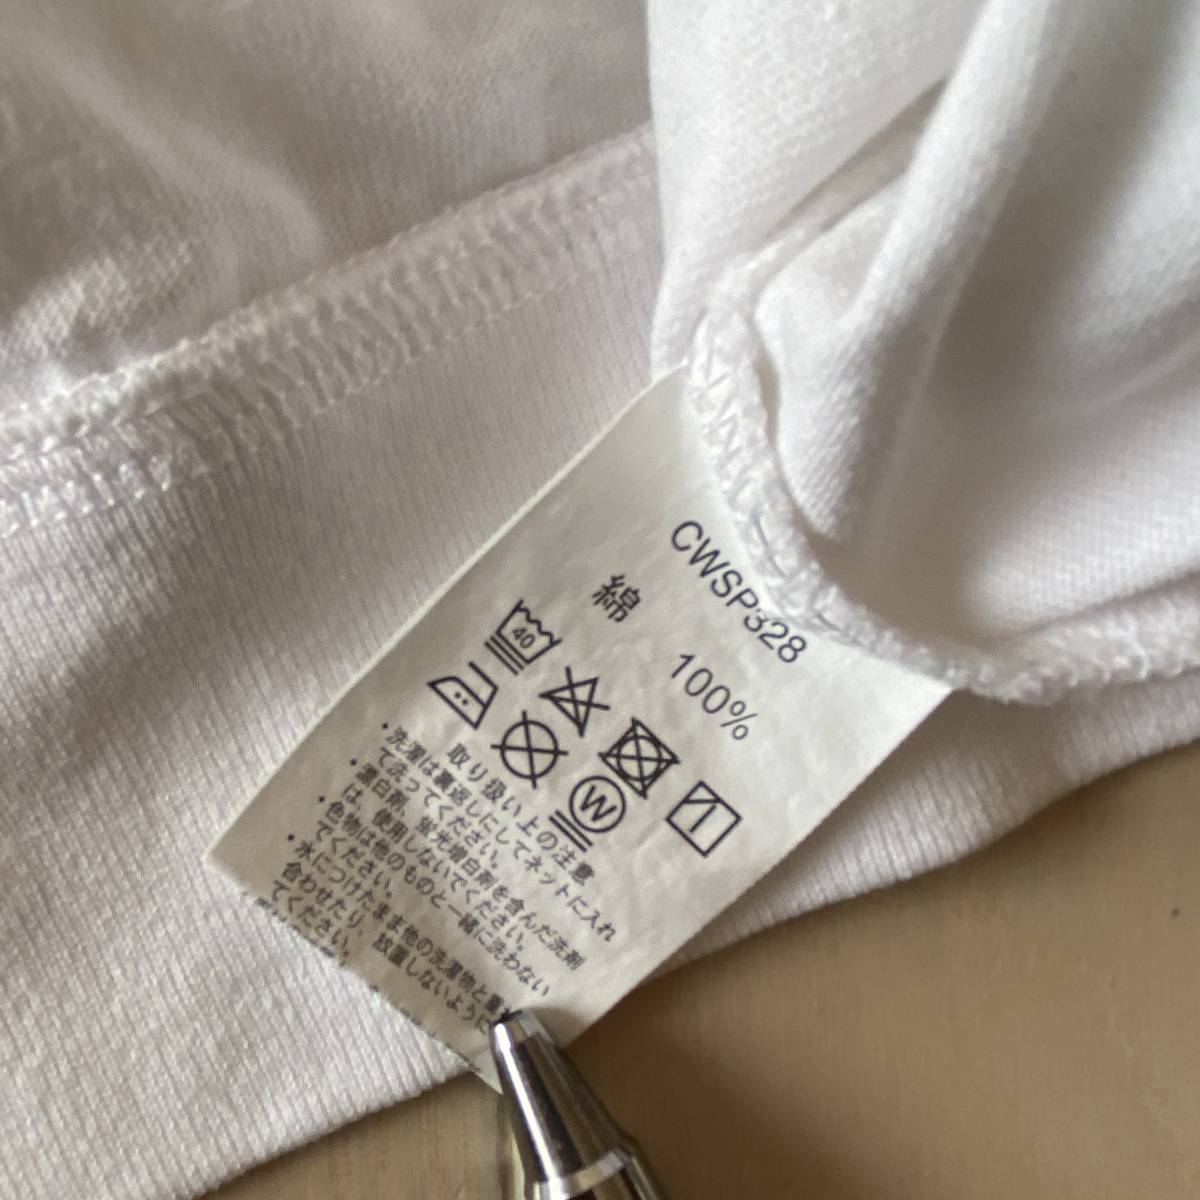 CWSP328
綿 100%
40
W
取り扱い上の注意
・洗濯は裏返しにしてネットに入れ
て洗ってください。
・漂白剤、蛍光増白剤を含んだ洗剤
は、使用しないでください。
・色物は他のものと一緒に洗わない
でください。
・水につけたまま他の洗濯物と重ね
合わせたり、放置しないように
てください。